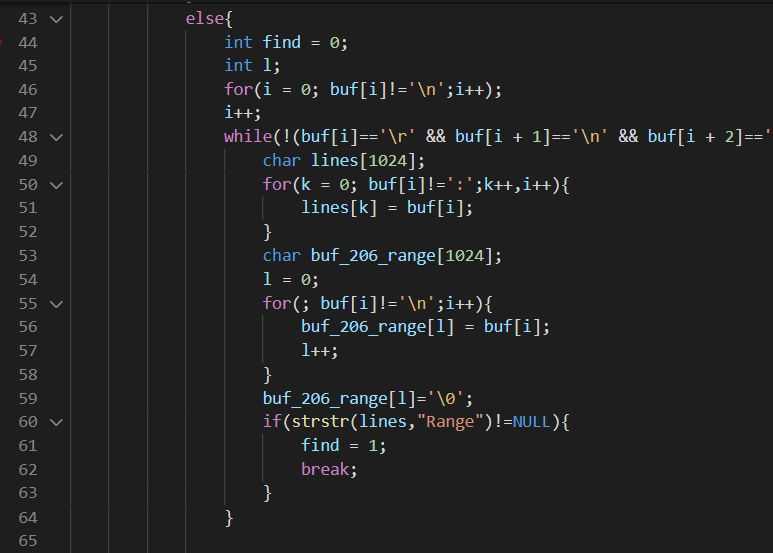 43 else{
44 int find = 0;
45 int l;
46 for(i = 0; buf[i]!='\n';i++);
47 i++;
48 while(!(buf[i]=='\r' && buf[i + 1]=='\n' && buf[i + 2]=='
49 char lines[1024];
50 for(k = 0; buf[i]!=':';k++,i++){
51 lines[k] = buf[i];
52 }
53 char buf_206_range[1024];
54 l = 0;
55 for(; buf[i]!='\n';i++){
56 buf_206_range[l] = buf[i];
57 l++;
58 }
59 buf_206_range[l]='\0';
60 if(strstr(lines,"Range")!=NULL){
61 find = 1;
62 break;
63 }
64 }
65